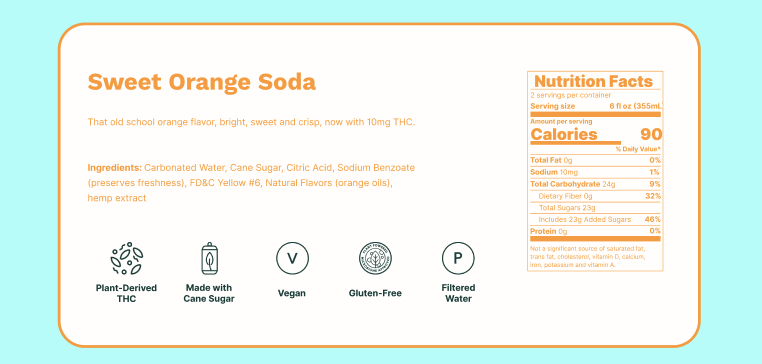 Sweet Orange Soda
That old school orange flavor, bright, sweet and crisp, now with 10mg THC.
Ingredients: Carbonated Water, Cane Sugar, Citric Acid, Sodium Benzoate
(preserves freshness), FD&C Yellow #6, Natural Flavors (orange oils),
hemp extract
V
P
Plant-Derived
THC
Made with
Cane Sugar
Vegan
Gluten-Free
Filtered
Water
Nutrition Facts
2 servings per container
Serving size 6 fl oz (355mL
Amount per serving
Calories 90
% Daily Value*
Total Fat 0g 0%
Sodium 10mg 1%
Total Carbohydrate 24g 9%
Dietary Fiber 0g 32%
Total Sugars 23g
Includes 23g Added Sugars 46%
Protein 0g 0%
Not a significant source of saturated fat,
trans fat, cholesterol, vitamin D, calcium,
iron, potassium and vitamin A.